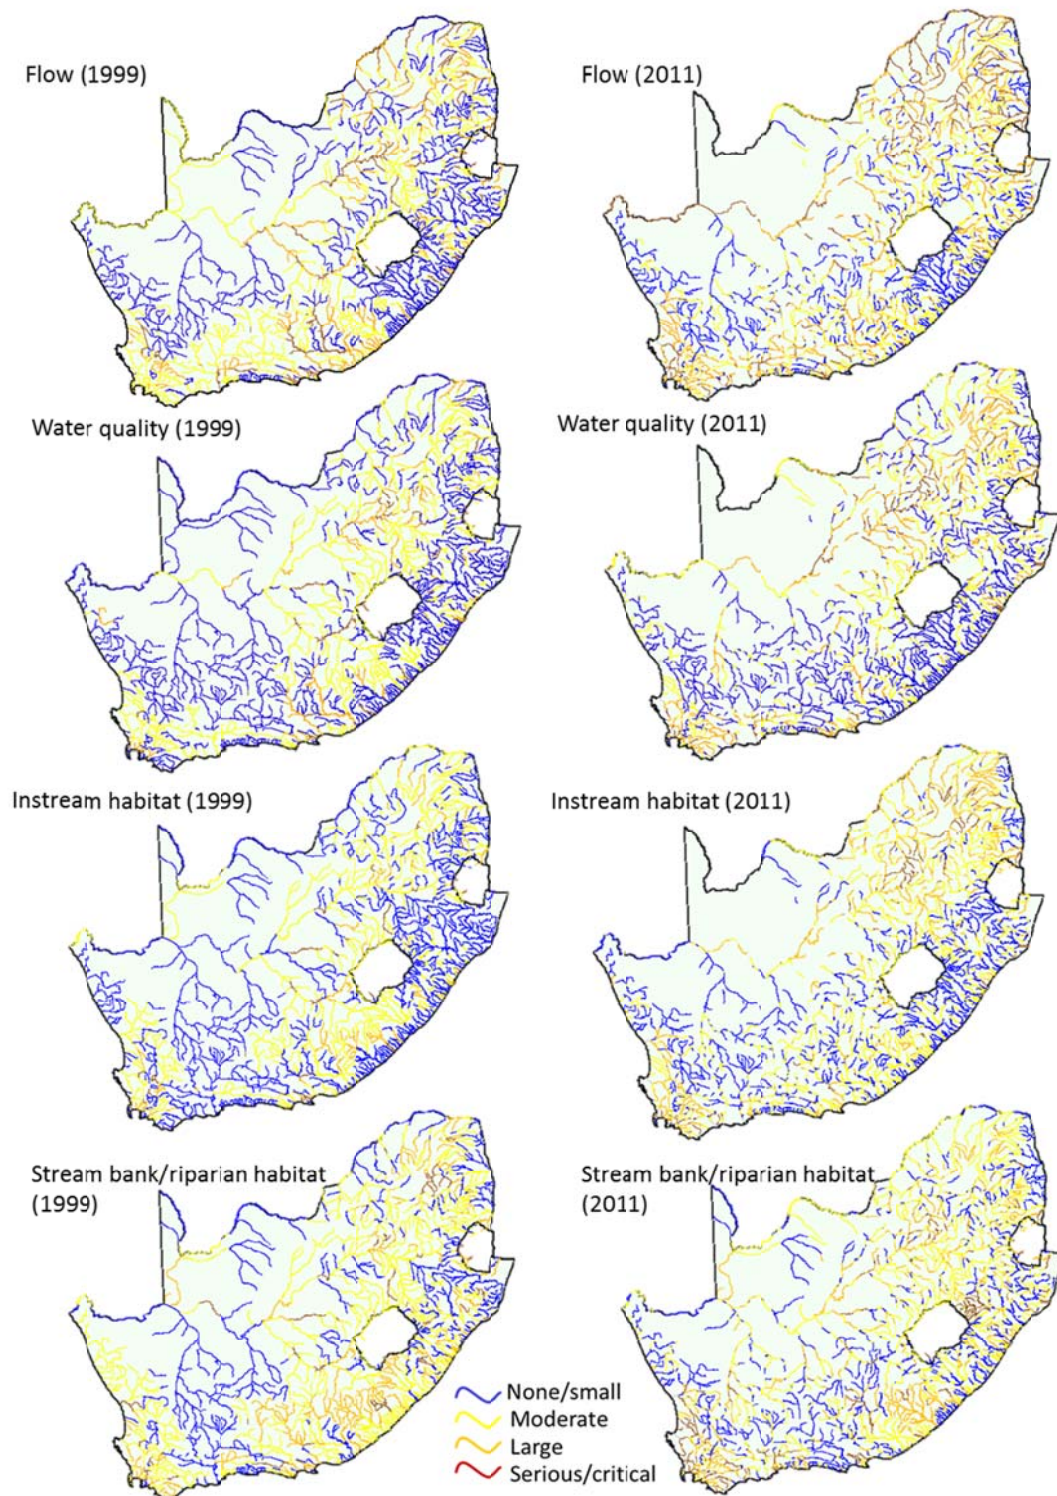 Flow (1999)
Flow (2011)
Water quality (1999)
Water quality (2011)
Instream habitat (1999)
Instream habitat (2011)
Stream bank/riparian habitat
(1999)
Stream bank/riparian habitat
(2011)
None/small
Moderate
Large
Serious/critical